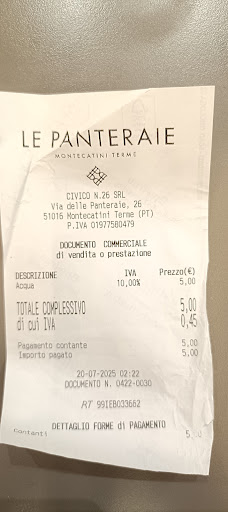 LE PANTERAIE
MONTECATINI TERME
CIVICO N.26 SRL
Via delle Panteraie, 26
51016 Montecatini Terme (PT)
P.IVA 01977580479
DOCUMENTO COMMERCIALE
di vendita o prestazione
DESCRIZIONE IVA Prezzo(€)
Acqua 10,00% 5,00
TOTALE COMPLESSIVO 5,00
di cui IVA 0,45
Pagamento contante 5,00
Importo pagato 5,00
20-07-2025 02:22
DOCUMENTO N. 0422-0030
RT 99IEB033662
DETTAGLIO FORME di PAGAMENTO
Contanti 5,00